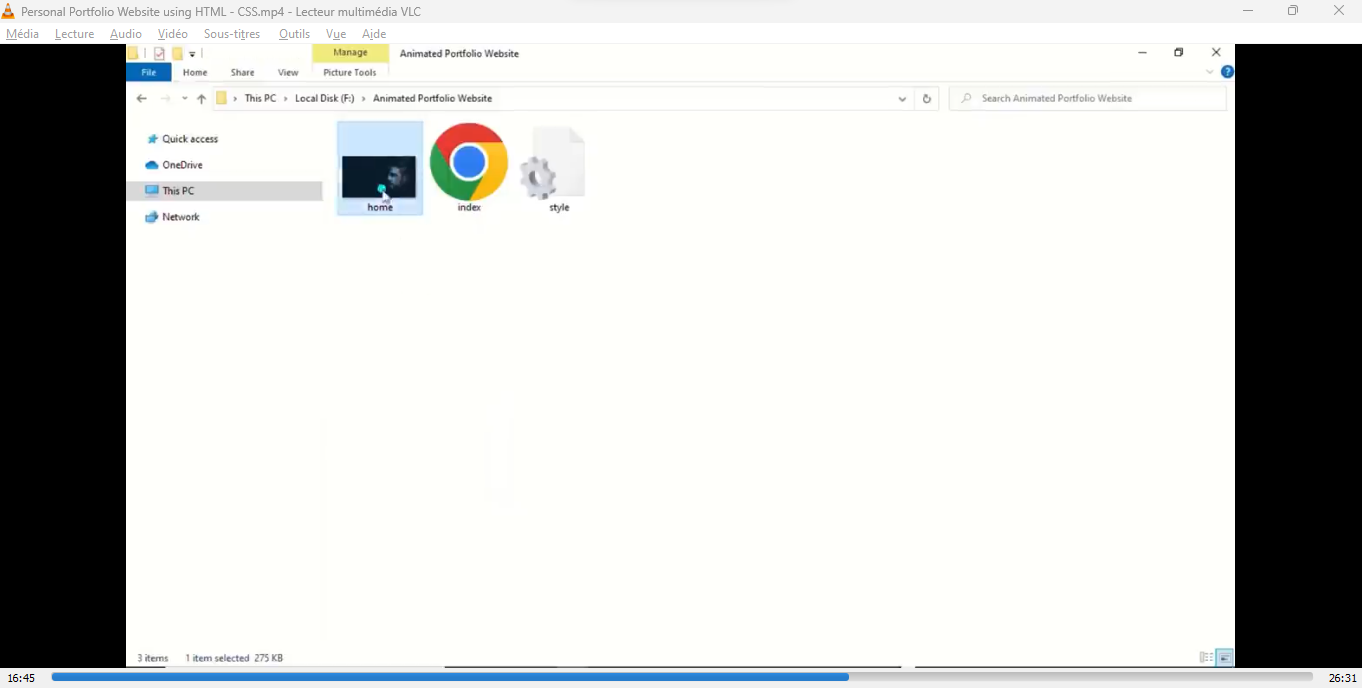 Personal Portfolio Website using HTML - CSS.mp4 - Lecteur multimédia VLC
Média Lecture Audio Vidéo Sous-titres Outils Vue Aide
Manage Animated Portfolio Website
File Home Share View Picture Tools
This PC › Local Disk (F:) › Animated Portfolio Website
Search Animated Portfolio Website
Quick access
OneDrive
This PC
Network
home index style
3 items 1 item selected 275 KB
16:45 26:31